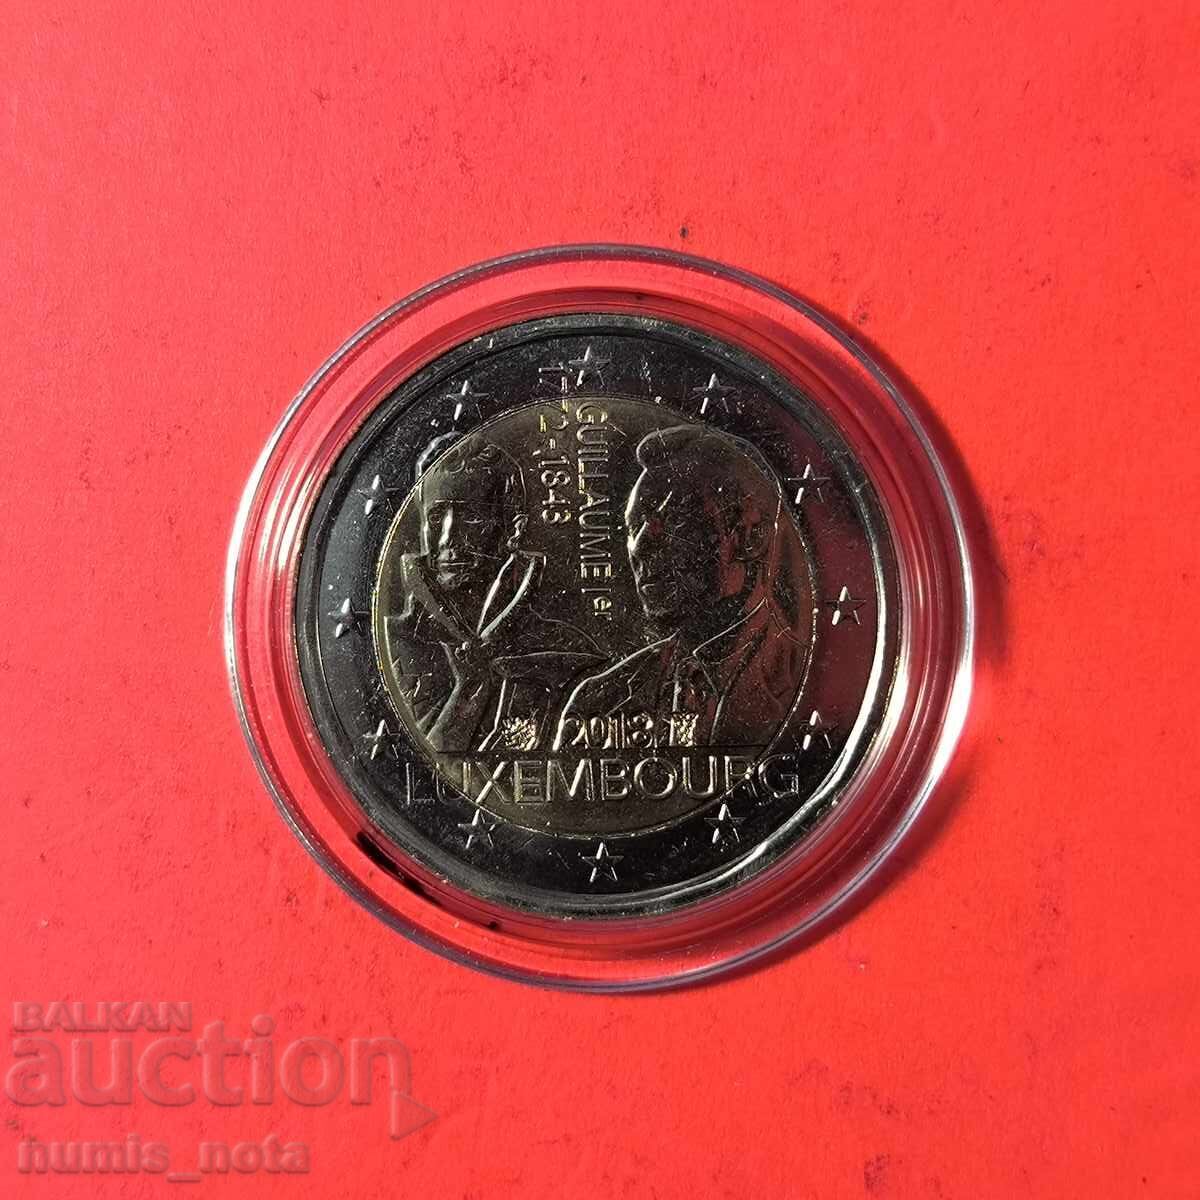 GUILLAUME Ier
1772-1843
2018
LUXEMBOURG
BALKAN
auction
numis_nota